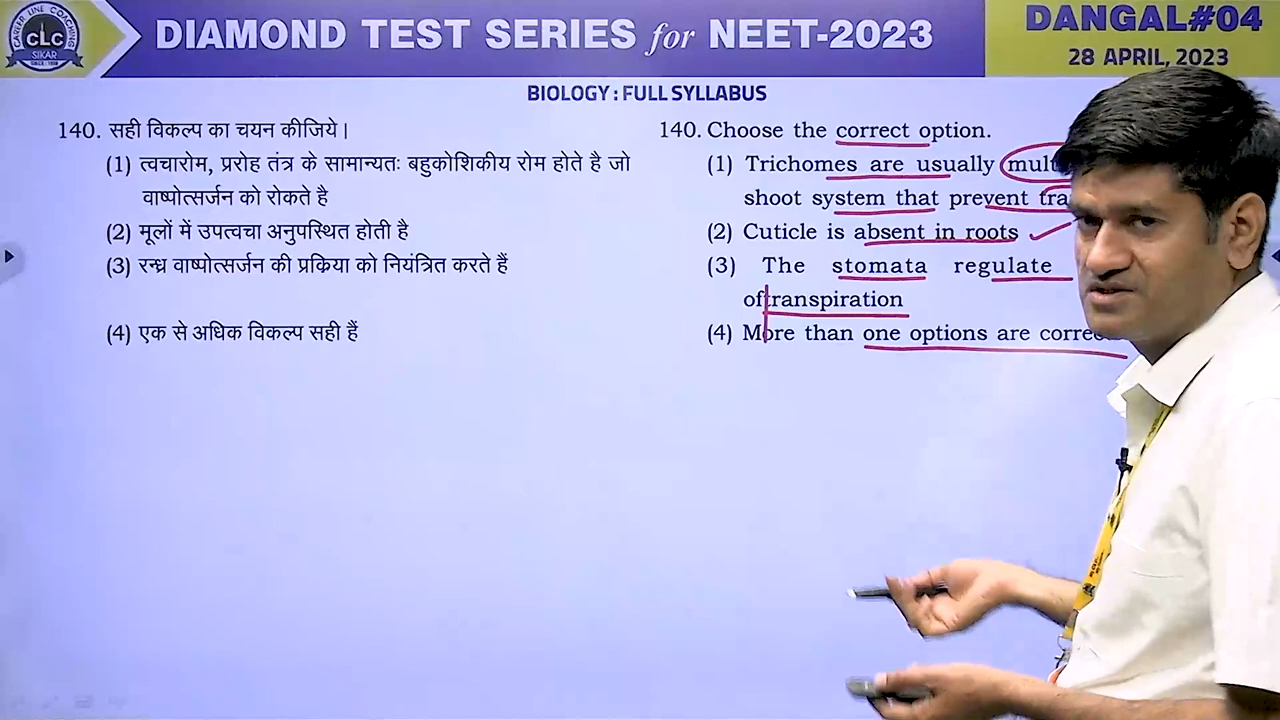 CAREER LINE COACHING
CLC
SIKAR
DIAMOND TEST SERIES for NEET-2023
DANGAL#04
28 APRIL, 2023
BIOLOGY : FULL SYLLABUS
140. सही विकल्प का चयन कीजिये।
(1) त्वचारोम, प्ररोह तंत्र के सामान्यतः बहुकोशिकीय रोम होते है जो
वाष्पोत्सर्जन को रोकते है
(2) मूलों में उपत्वचा अनुपस्थित होती है
(3) रन्ध्र वाष्पोत्सर्जन की प्रक्रिया को नियंत्रित करते हैं
(4) एक से अधिक विकल्प सही हैं
140. Choose the correct option.
(1) Trichomes are usually mult
shoot system that prevent tra
(2) Cuticle is absent in roots
(3) The stomata regulate
oftranspiration
(4) More than one options are correc